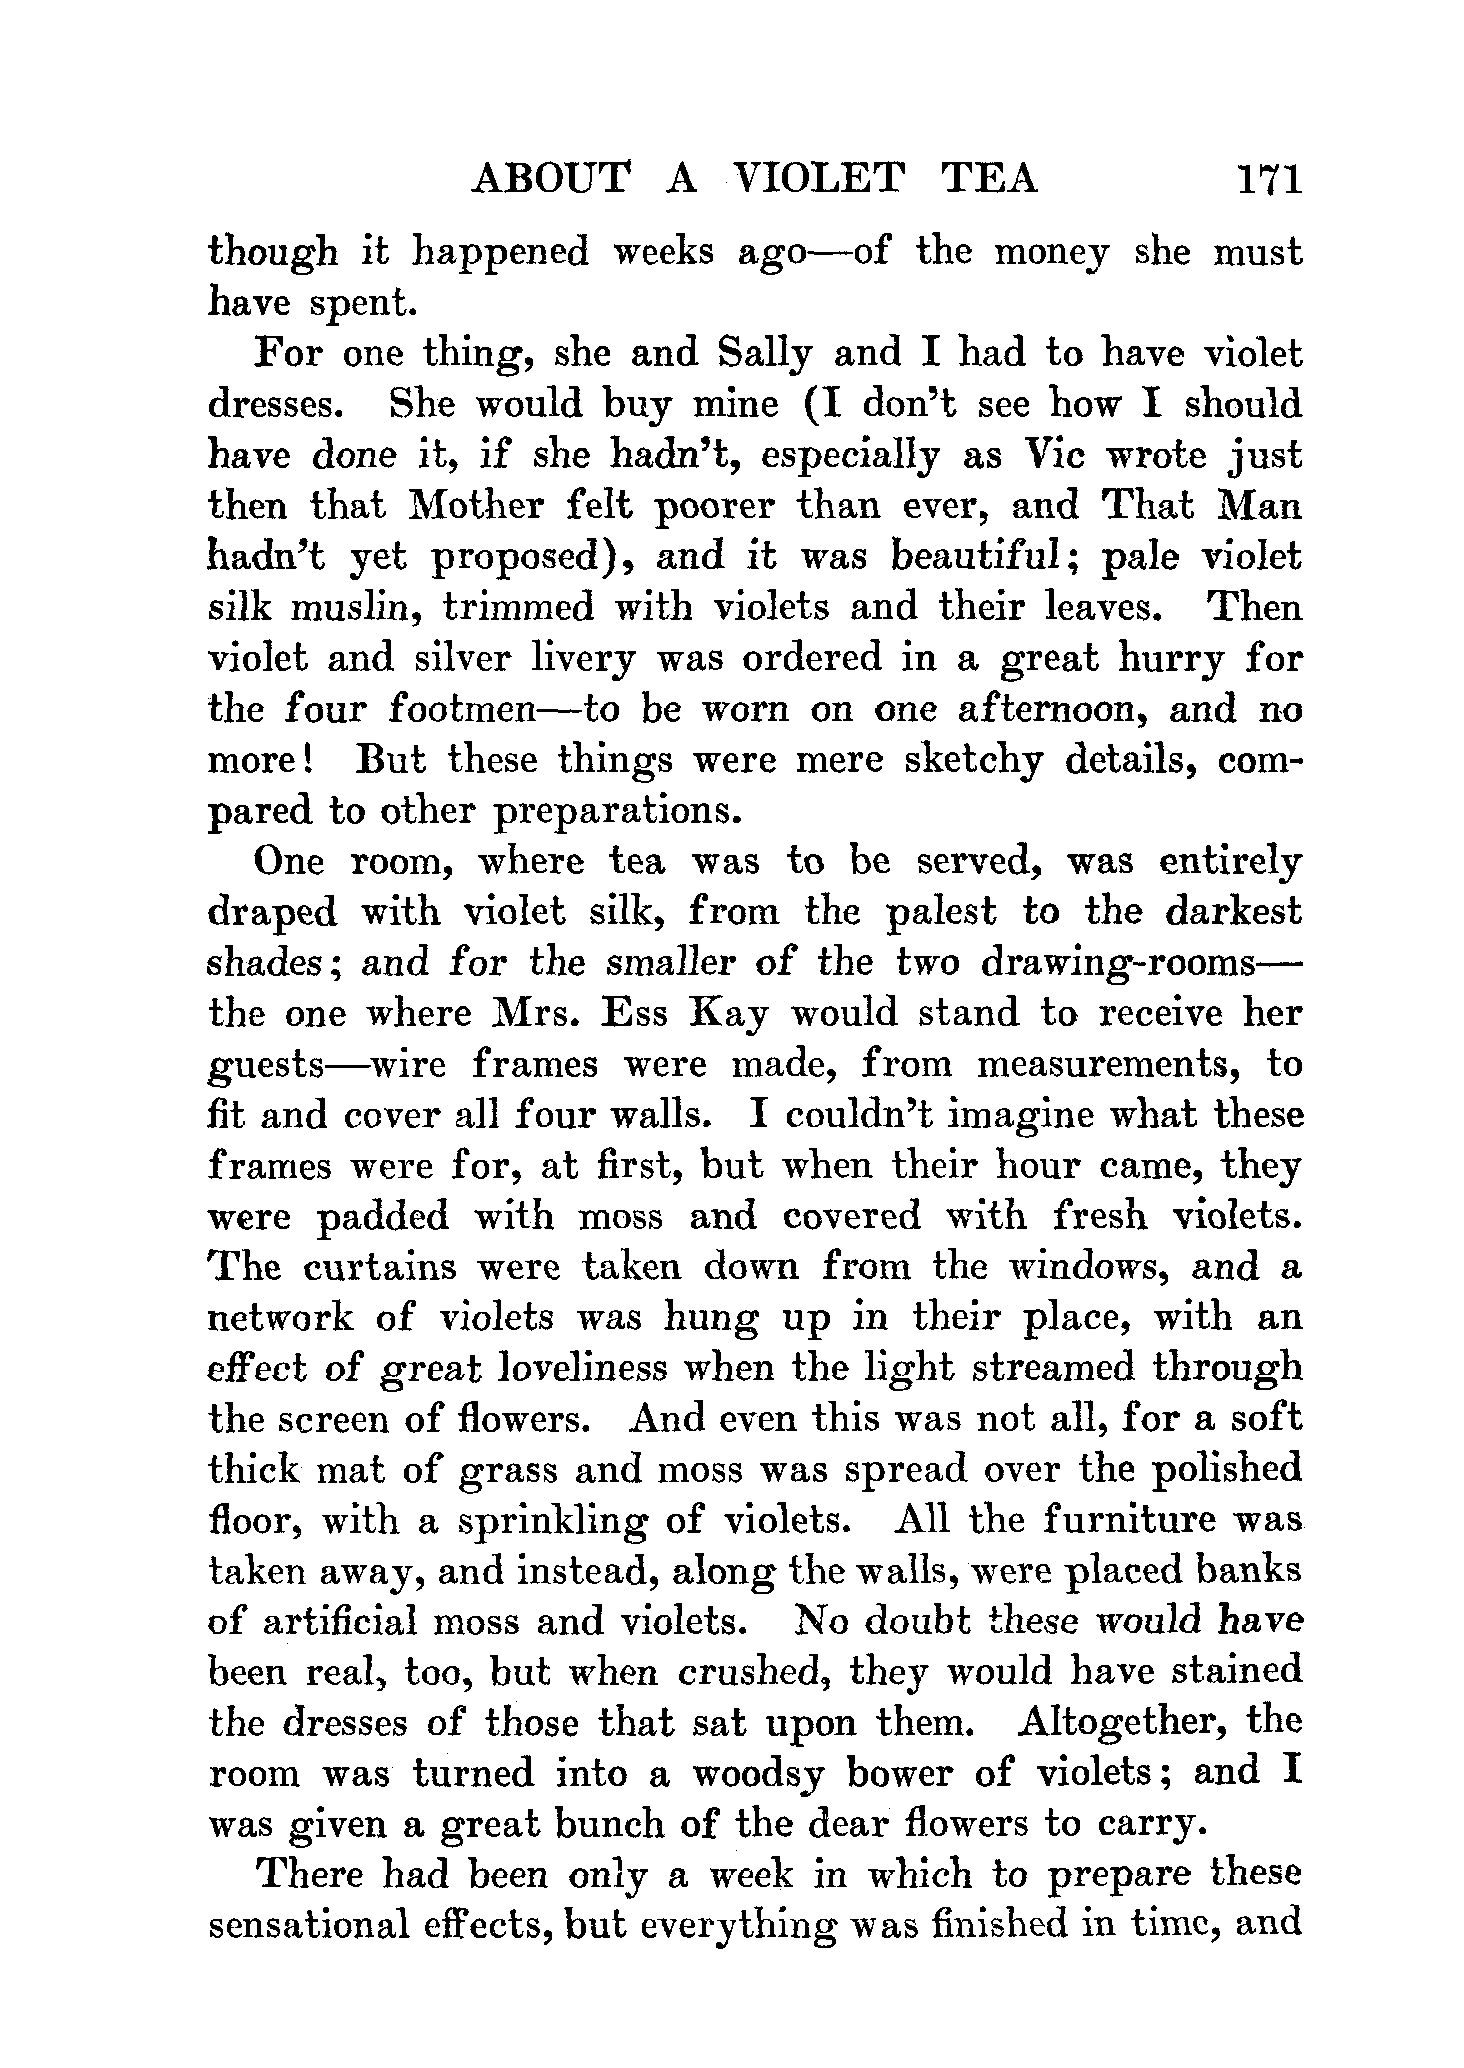 ABOUT A VIOLET TEA 171
though it happened weeks ago—of the money she must
have spent.
For one thing, she and Sally and I had to have violet
dresses. She would buy mine (I don't see how I should
have done it, if she hadn't, especially as Vic wrote just
then that Mother felt poorer than ever, and That Man
hadn't yet proposed), and it was beautiful; pale violet
silk muslin, trimmed with violets and their leaves. Then
violet and silver livery was ordered in a great hurry for
the four footmen—to be worn on one afternoon, and no
more! But these things were mere sketchy details, com-
pared to other preparations.
One room, where tea was to be served, was entirely
draped with violet silk, from the palest to the darkest
shades; and for the smaller of the two drawing-rooms—
the one where Mrs. Ess Kay would stand to receive her
guests—wire frames were made, from measurements, to
fit and cover all four walls. I couldn't imagine what these
frames were for, at first, but when their hour came, they
were padded with moss and covered with fresh violets.
The curtains were taken down from the windows, and a
network of violets was hung up in their place, with an
effect of great loveliness when the light streamed through
the screen of flowers. And even this was not all, for a soft
thick mat of grass and moss was spread over the polished
floor, with a sprinkling of violets. All the furniture was
taken away, and instead, along the walls, were placed banks
of artificial moss and violets. No doubt these would have
been real, too, but when crushed, they would have stained
the dresses of those that sat upon them. Altogether, the
room was turned into a woodsy bower of violets; and I
was given a great bunch of the dear flowers to carry.
There had been only a week in which to prepare these
sensational effects, but everything was finished in time, and